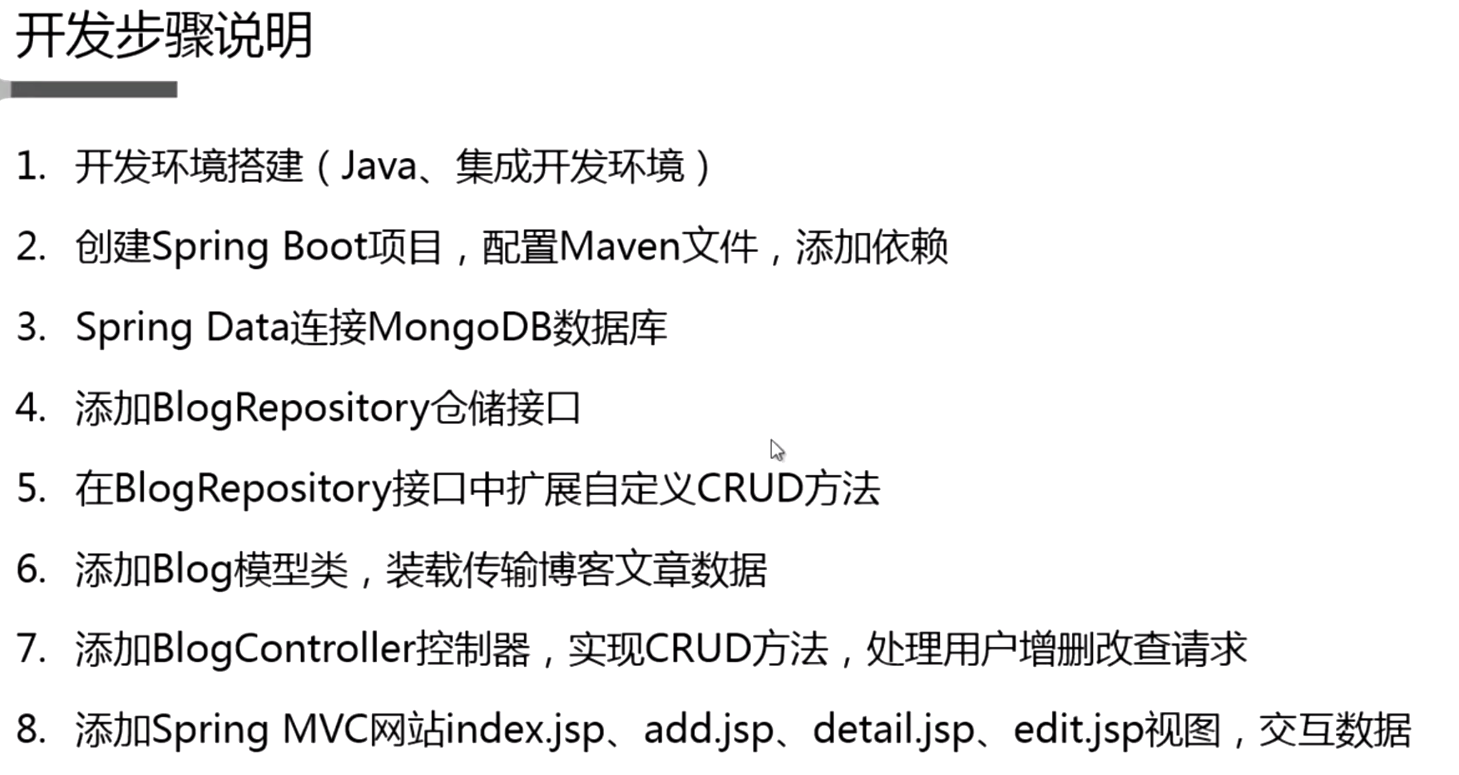 开发步骤说明
1. 开发环境搭建（Java、集成开发环境）
2. 创建Spring Boot项目，配置Maven文件，添加依赖
3. Spring Data连接MongoDB数据库
4. 添加BlogRepository仓储接口
5. 在BlogRepository接口中扩展自定义CRUD方法
6. 添加Blog模型类，装载传输博客文章数据
7. 添加BlogController控制器，实现CRUD方法，处理用户增删改查请求
8. 添加Spring MVC网站index.jsp、add.jsp、detail.jsp、edit.jsp视图，交互数据